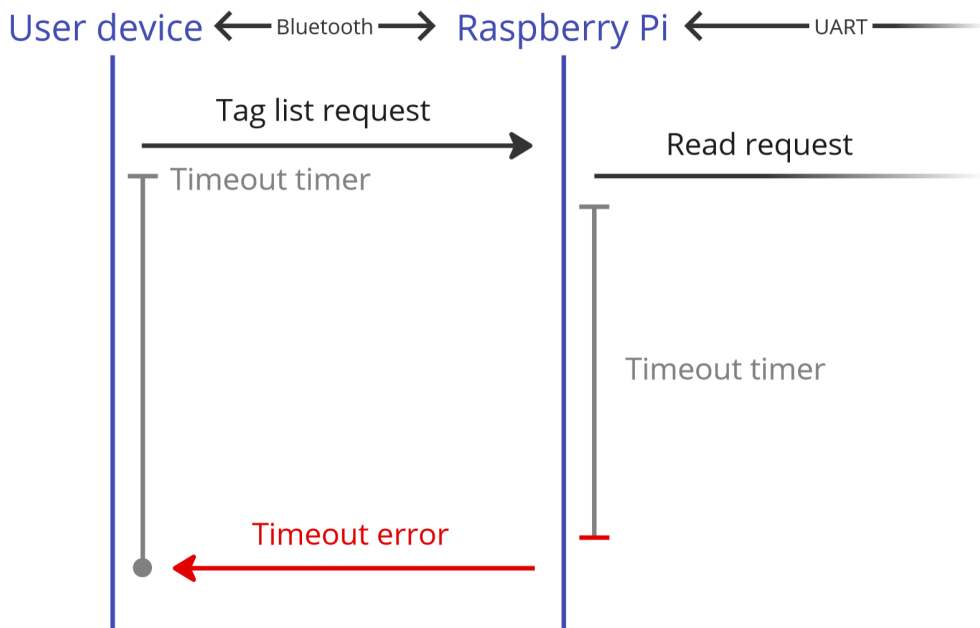 User device
Bluetooth
Raspberry Pi
UART
Tag list request
Read request
Timeout timer
Timeout timer
Timeout error